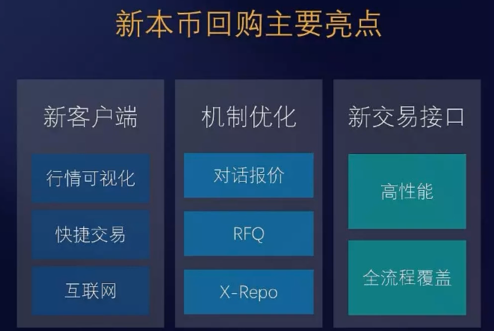 新本币回购主要亮点
新客户端
行情可视化
快捷交易
互联网
机制优化
对话报价
RFQ
X-Repo
新交易接口
高性能
全流程覆盖